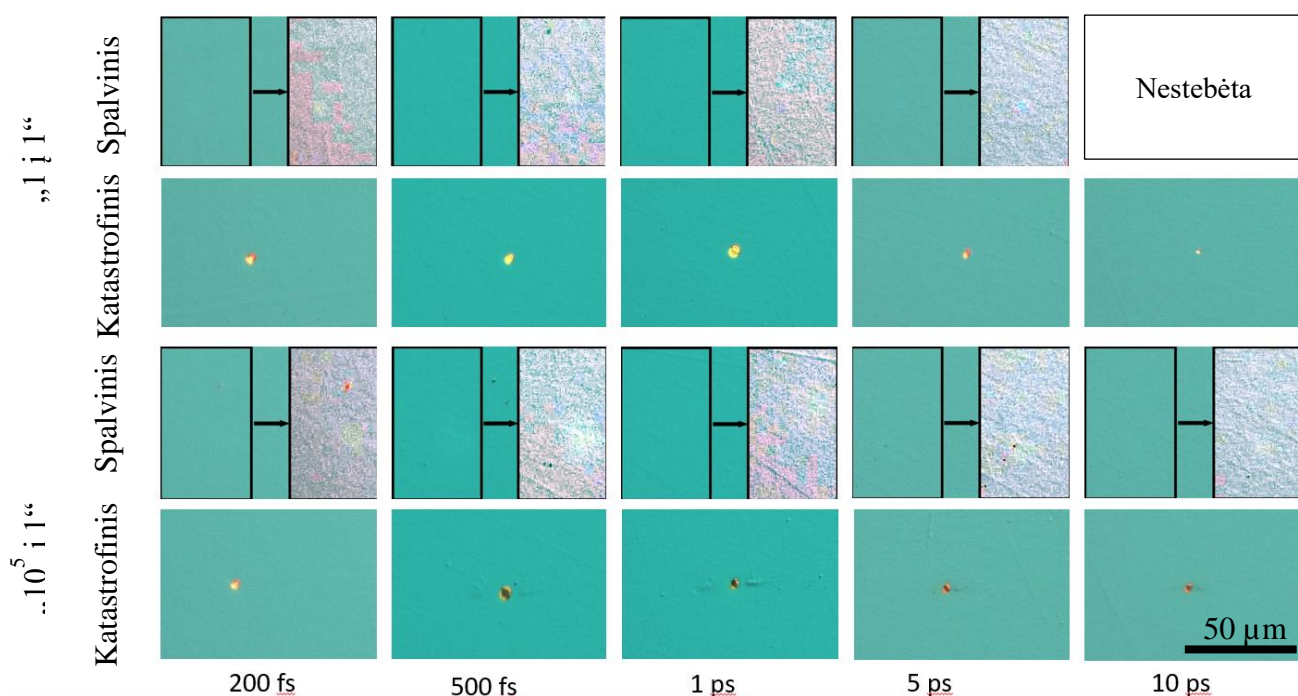 „1 į 1“
Spalvinis
Nestebėta
Katastrofinis
„10⁵ į 1“
Spalvinis
Katastrofinis
50 µm
200 fs
500 fs
1 ps
5 ps
10 ps